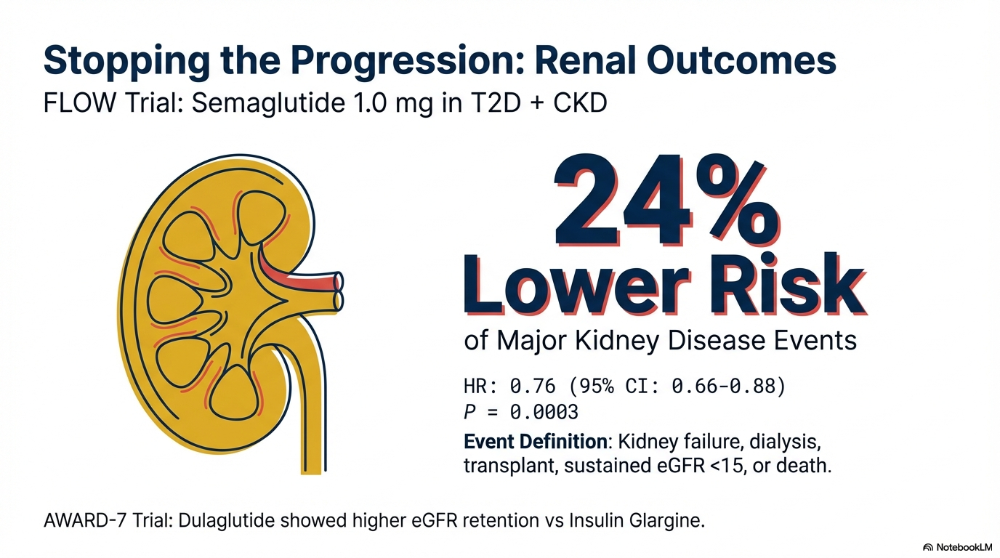 Stopping the Progression: Renal Outcomes
FLOW Trial: Semaglutide 1.0 mg in T2D + CKD
24%
Lower Risk
of Major Kidney Disease Events
HR: 0.76 (95% CI: 0.66–0.88)
P = 0.0003
Event Definition: Kidney failure, dialysis,
transplant, sustained eGFR <15, or death.
AWARD-7 Trial: Dulaglutide showed higher eGFR retention vs Insulin Glargine.
NotebookLM